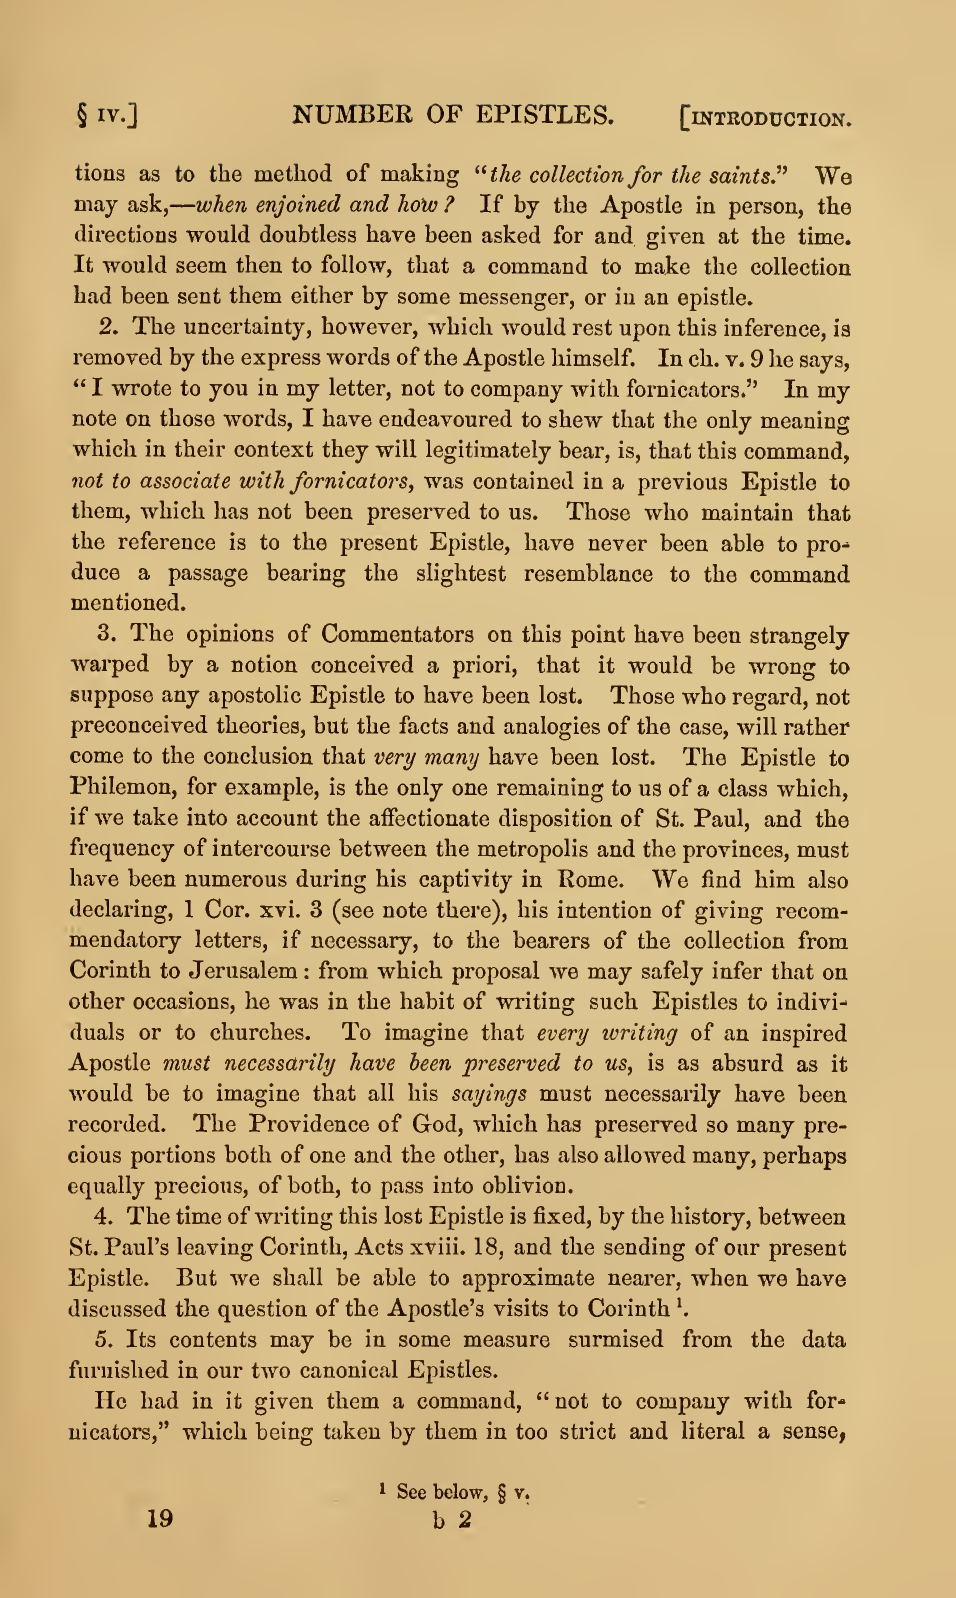 § IV.] NUMBER OF EPISTLES. [INTRODUCTION.
tions as to the method of making “the collection for the saints.” We
may ask,—when enjoined and how? If by the Apostle in person, the
directions would doubtless have been asked for and given at the time.
It would seem then to follow, that a command to make the collection
had been sent them either by some messenger, or in an epistle.
2. The uncertainty, however, which would rest upon this inference, is
removed by the express words of the Apostle himself. In ch. v. 9 he says,
“I wrote to you in my letter, not to company with fornicators.” In my
note on those words, I have endeavoured to shew that the only meaning
which in their context they will legitimately bear, is, that this command,
not to associate with fornicators, was contained in a previous Epistle to
them, which has not been preserved to us. Those who maintain that
the reference is to the present Epistle, have never been able to pro-
duce a passage bearing the slightest resemblance to the command
mentioned.
3. The opinions of Commentators on this point have been strangely
warped by a notion conceived a priori, that it would be wrong to
suppose any apostolic Epistle to have been lost. Those who regard, not
preconceived theories, but the facts and analogies of the case, will rather
come to the conclusion that very many have been lost. The Epistle to
Philemon, for example, is the only one remaining to us of a class which,
if we take into account the affectionate disposition of St. Paul, and the
frequency of intercourse between the metropolis and the provinces, must
have been numerous during his captivity in Rome. We find him also
declaring, 1 Cor. xvi. 3 (see note there), his intention of giving recom-
mendatory letters, if necessary, to the bearers of the collection from
Corinth to Jerusalem: from which proposal we may safely infer that on
other occasions, he was in the habit of writing such Epistles to indivi-
duals or to churches. To imagine that every writing of an inspired
Apostle must necessarily have been preserved to us, is as absurd as it
would be to imagine that all his sayings must necessarily have been
recorded. The Providence of God, which has preserved so many pre-
cious portions both of one and the other, has also allowed many, perhaps
equally precious, of both, to pass into oblivion.
4. The time of writing this lost Epistle is fixed, by the history, between
St. Paul’s leaving Corinth, Acts xviii. 18, and the sending of our present
Epistle. But we shall be able to approximate nearer, when we have
discussed the question of the Apostle’s visits to Corinth ¹.
5. Its contents may be in some measure surmised from the data
furnished in our two canonical Epistles.
He had in it given them a command, “not to company with for-
nicators,” which being taken by them in too strict and literal a sense,
¹ See below, § v.
19 b 2